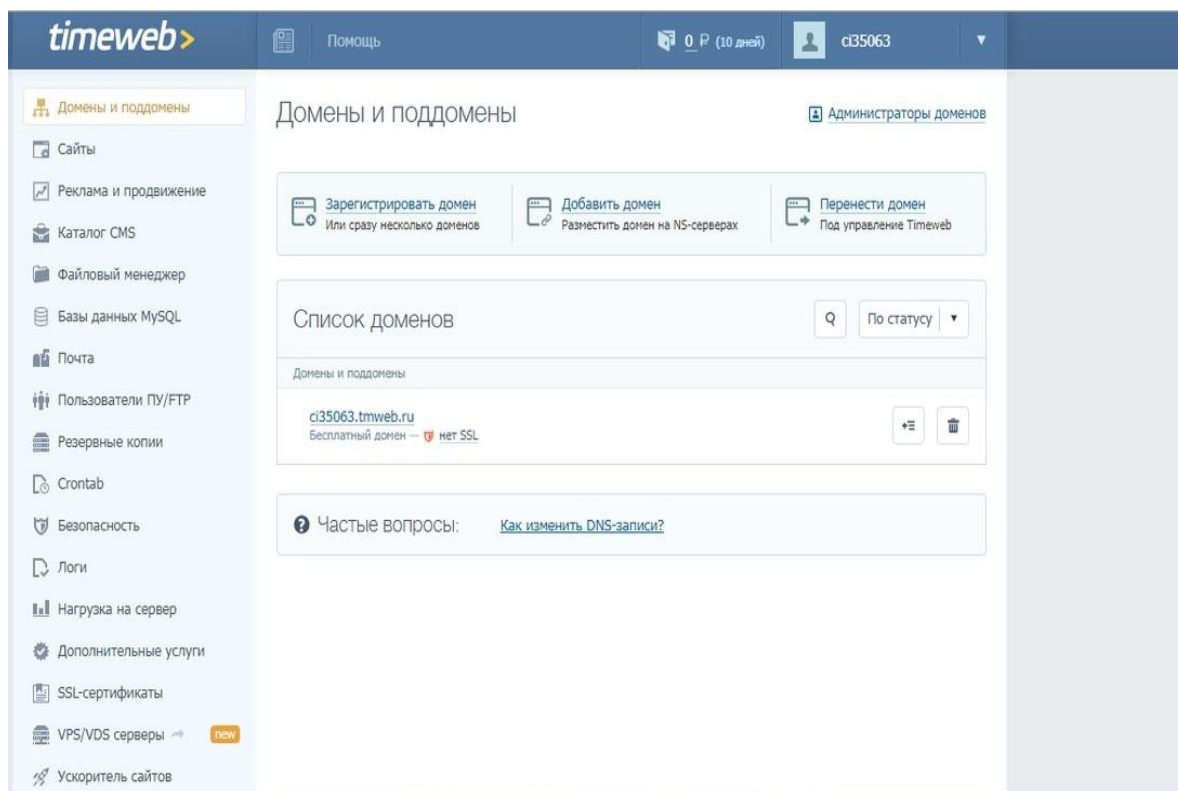 timeweb>
Помощь
0 ₽ (10 дней)
ci35063
Домены и поддомены
Сайты
Реклама и продвижение
Каталог CMS
Файловый менеджер
Базы данных MySQL
Почта
Пользователи ПУ/FTP
Резервные копии
Crontab
Безопасность
Логи
Нагрузка на сервер
Дополнительные услуги
SSL-сертификаты
VPS/VDS серверы new
Ускоритель сайтов
Домены и поддомены
Администраторы доменов
Зарегистрировать домен
Или сразу несколько доменов
Добавить домен
Разместить домен на NS-серверах
Перенести домен
Под управление Timeweb
Список доменов
По статусу
Домены и поддомены
ci35063.tmweb.ru
Бесплатный домен — нет SSL
Частые вопросы: Как изменить DNS-записи?